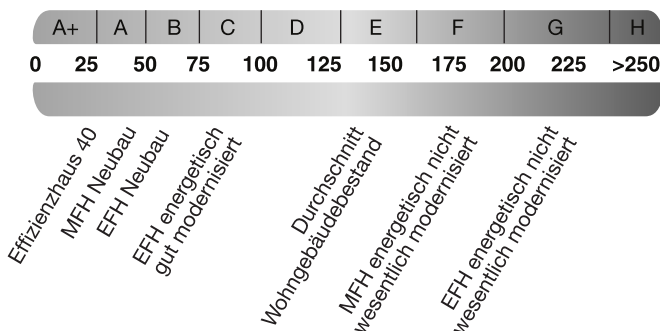 A+ A B C D E F G H
0 25 50 75 100 125 150 175 200 225 >250
Effizienzhaus 40
MFH Neubau
EFH Neubau
EFH energetisch
gut modernisiert
Durchschnitt
Wohngebäudebestand
MFH energetisch nicht
wesentlich modernisiert
EFH energetisch nicht
wesentlich modernisiert